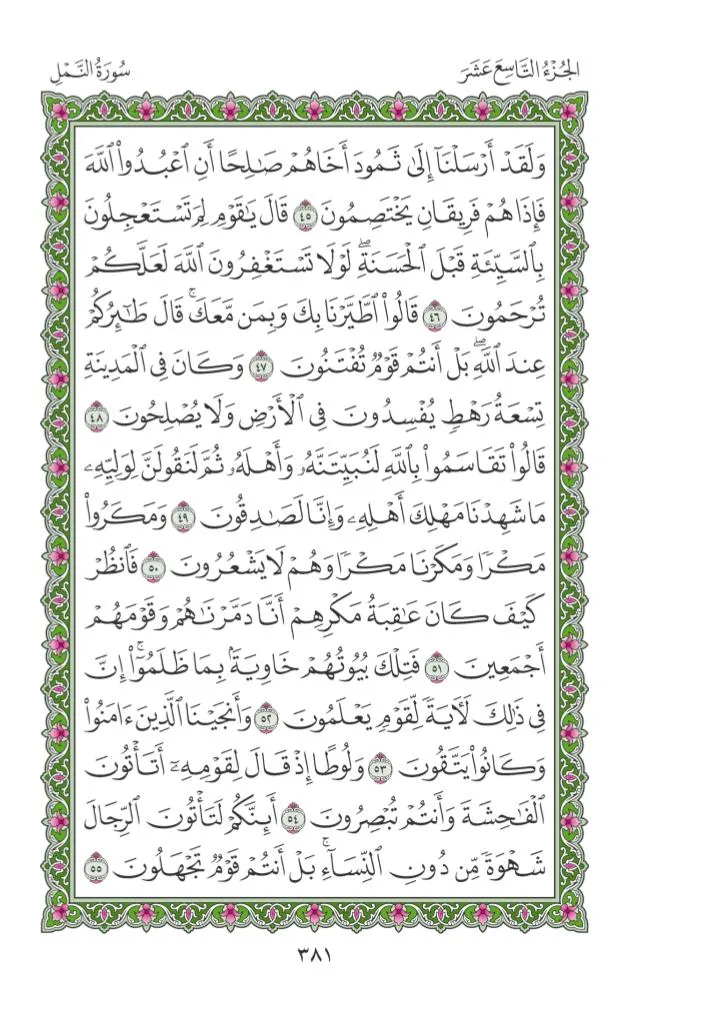 الجُزْءُ التَّاسِعَ عَشَرَ
سُورَةُ النَّمْلِ
وَلَقَدْ أَرْسَلْنَآ إِلَىٰ ثَمُودَ أَخَاهُمْ صَٰلِحًا أَنِ ٱعْبُدُوا۟ ٱللَّهَ
فَإِذَا هُمْ فَرِيقَانِ يَخْتَصِمُونَ ٤٥ قَالَ يَٰقَوْمِ لِمَ تَسْتَعْجِلُونَ
بِٱلسَّيِّئَةِ قَبْلَ ٱلْحَسَنَةِ ۖ لَوْلَا تَسْتَغْفِرُونَ ٱللَّهَ لَعَلَّكُمْ
تُرْحَمُونَ ٤٦ قَالُوا۟ ٱطَّيَّرْنَا بِكَ وَبِمَن مَّعَكَ ۚ قَالَ طَٰٓئِرُكُمْ
عِندَ ٱللَّهِ ۖ بَلْ أَنتُمْ قَوْمٌ تُفْتَنُونَ ٤٧ وَكَانَ فِى ٱلْمَدِينَةِ
تِسْعَةُ رَهْطٍ يُفْسِدُونَ فِى ٱلْأَرْضِ وَلَا يُصْلِحُونَ ٤٨
قَالُوا۟ تَقَاسَمُوا۟ بِٱللَّهِ لَنُبَيِّتَنَّهُۥ وَأَهْلَهُۥ ثُمَّ لَنَقُولَنَّ لِوَلِيِّهِۦ
مَا شَهِدْنَا مَهْلِكَ أَهْلِهِۦ وَإِنَّا لَصَٰدِقُونَ ٤٩ وَمَكَرُوا۟
مَكْرًا وَمَكَرْنَا مَكْرًا وَهُمْ لَا يَشْعُرُونَ ٥٠ فَٱنظُرْ
كَيْفَ كَانَ عَٰقِبَةُ مَكْرِهِمْ أَنَّا دَمَّرْنَٰهُمْ وَقَوْمَهُمْ
أَجْمَعِينَ ٥١ فَتِلْكَ بُيُوتُهُمْ خَاوِيَةًۢ بِمَا ظَلَمُوٓا۟ ۗ إِنَّ
فِى ذَٰلِكَ لَءَايَةً لِّقَوْمٍ يَعْلَمُونَ ٥٢ وَأَنجَيْنَا ٱلَّذِينَ ءَامَنُوا۟
وَكَانُوا۟ يَتَّقُونَ ٥٣ وَلُوطًا إِذْ قَالَ لِقَوْمِهِۦٓ أَتَأْتُونَ
ٱلْفَٰحِشَةَ وَأَنتُمْ تُبْصِرُونَ ٥٤ أَئِنَّكُمْ لَتَأْتُونَ ٱلرِّجَالَ
شَهْوَةً مِّن دُونِ ٱلنِّسَآءِ ۚ بَلْ أَنتُمْ قَوْمٌ تَجْهَلُونَ ٥٥
٣٨١